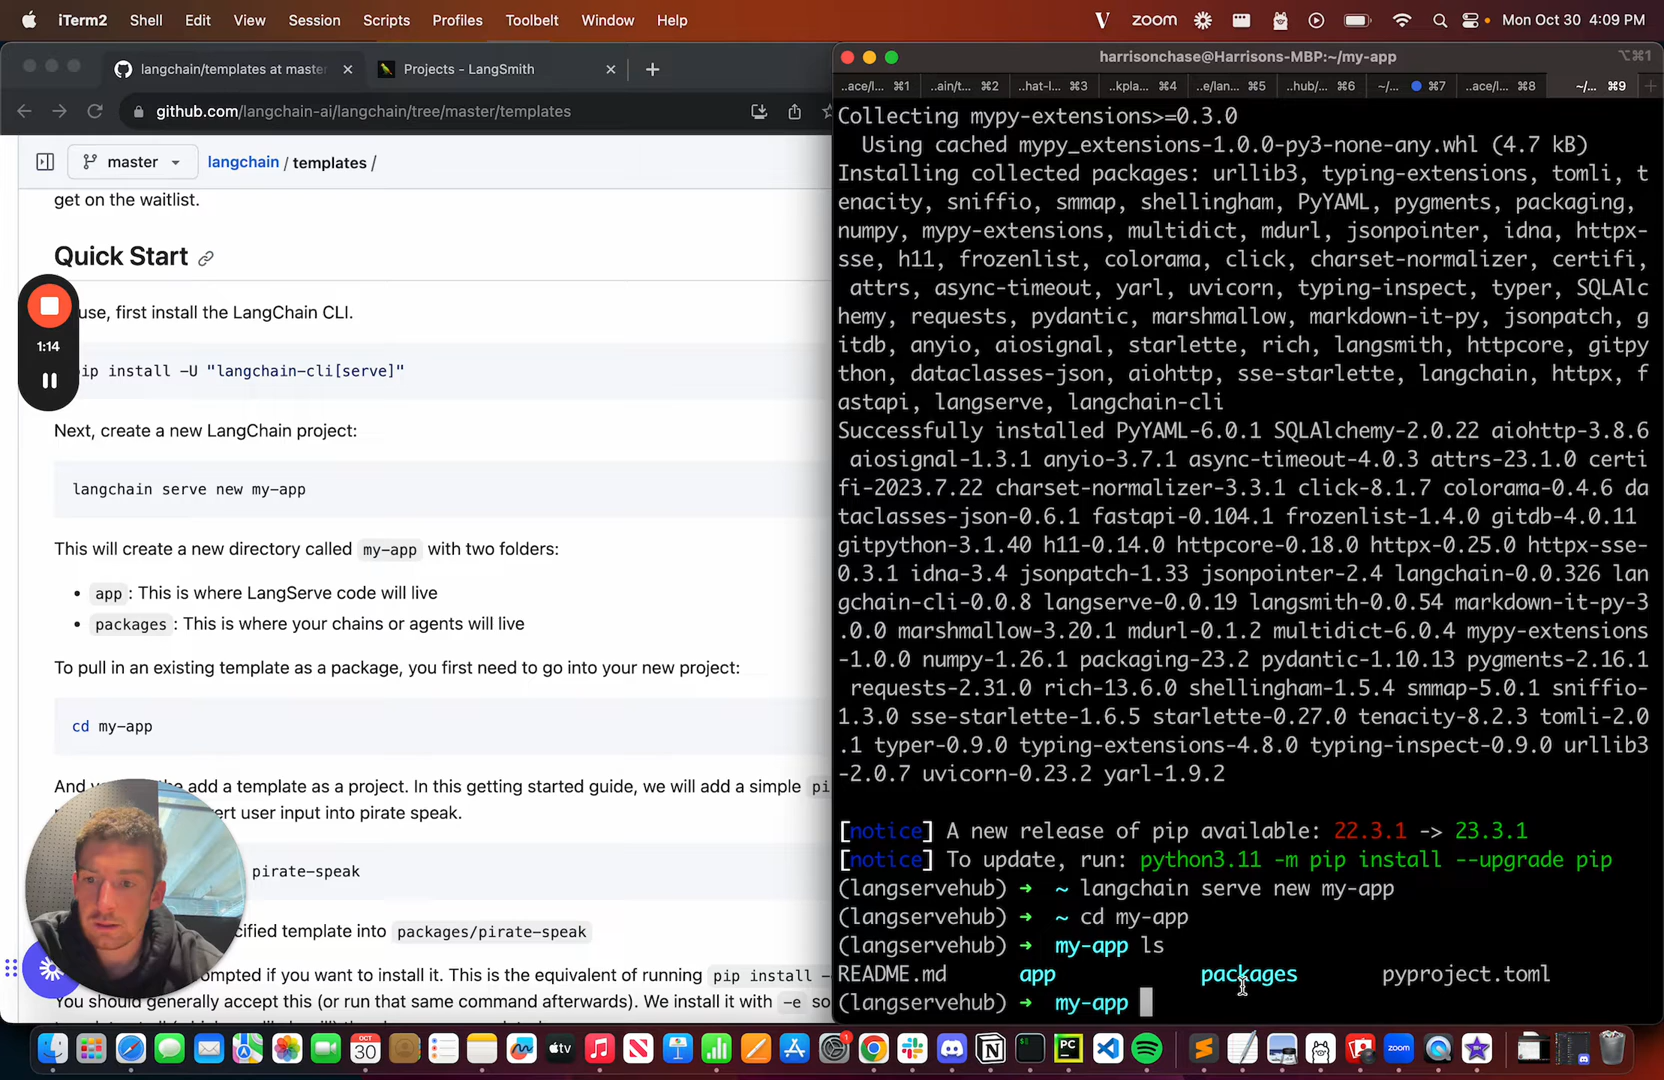 iTerm2 Shell Edit View Session Scripts Profiles Toolbelt Window Help
zoom Mon Oct 30 4:09 PM
langchain/templates at master
Projects - LangSmith
github.com/langchain-ai/langchain/tree/master/templates
master langchain / templates /
get on the waitlist.
Quick Start
1:14
use, first install the LangChain CLI.
pip install -U "langchain-cli[serve]"
Next, create a new LangChain project:
langchain serve new my-app
This will create a new directory called my-app with two folders:
• app : This is where LangServe code will live
• packages : This is where your chains or agents will live
To pull in an existing template as a package, you first need to go into your new project:
cd my-app
And add a template as a project. In this getting started guide, we will add a simple pi
user input into pirate speak.
pirate-speak
template into packages/pirate-speak
if you want to install it. This is the equivalent of running pip install -
You should generally accept this (or run that same command afterwards). We install it with -e so
harrisonchase@Harrisons-MBP:~/my-app
⌥⌘1
..ace/l... ⌘1 ..ain/t... ⌘2 ..hat-l... ⌘3 ..kpla... ⌘4 ..e/lan... ⌘5 ..hub/... ⌘6 ~/... ⌘7 ..ace/l... ⌘8 ~/... ⌘9
Collecting mypy-extensions>=0.3.0
Using cached mypy_extensions-1.0.0-py3-none-any.whl (4.7 kB)
Installing collected packages: urllib3, typing-extensions, tomli, t
enacity, sniffio, smmap, shellingham, PyYAML, pygments, packaging,
numpy, mypy-extensions, multidict, mdurl, jsonpointer, idna, httpx-
sse, h11, frozenlist, colorama, click, charset-normalizer, certifi,
attrs, async-timeout, yarl, uvicorn, typing-inspect, typer, SQLAlc
hemy, requests, pydantic, marshmallow, markdown-it-py, jsonpatch, g
itdb, anyio, aiosignal, starlette, rich, langsmith, httpcore, gitpy
thon, dataclasses-json, aiohttp, sse-starlette, langchain, httpx, f
astapi, langserve, langchain-cli
Successfully installed PyYAML-6.0.1 SQLAlchemy-2.0.22 aiohttp-3.8.6
aiosignal-1.3.1 anyio-3.7.1 async-timeout-4.0.3 attrs-23.1.0 certi
fi-2023.7.22 charset-normalizer-3.3.1 click-8.1.7 colorama-0.4.6 da
taclasses-json-0.6.1 fastapi-0.104.1 frozenlist-1.4.0 gitdb-4.0.11
gitpython-3.1.40 h11-0.14.0 httpcore-0.18.0 httpx-0.25.0 httpx-sse-
0.3.1 idna-3.4 jsonpatch-1.33 jsonpointer-2.4 langchain-0.0.326 lan
gchain-cli-0.0.8 langserve-0.0.19 langsmith-0.0.54 markdown-it-py-3
.0.0 marshmallow-3.20.1 mdurl-0.1.2 multidict-6.0.4 mypy-extensions
-1.0.0 numpy-1.26.1 packaging-23.2 pydantic-1.10.13 pygments-2.16.1
requests-2.31.0 rich-13.6.0 shellingham-1.5.4 smmap-5.0.1 sniffio-
1.3.0 sse-starlette-1.6.5 starlette-0.27.0 tenacity-8.2.3 tomli-2.0
.1 typer-0.9.0 typing-extensions-4.8.0 typing-inspect-0.9.0 urllib3
-2.0.7 uvicorn-0.23.2 yarl-1.9.2
[notice] A new release of pip available: 22.3.1 -> 23.3.1
[notice] To update, run: python3.11 -m pip install --upgrade pip
(langservehub) ➜ ~ langchain serve new my-app
(langservehub) ➜ ~ cd my-app
(langservehub) ➜ my-app ls
README.md app packages pyproject.toml
(langservehub) ➜ my-app
OCT 30 tv 1 PC zoom